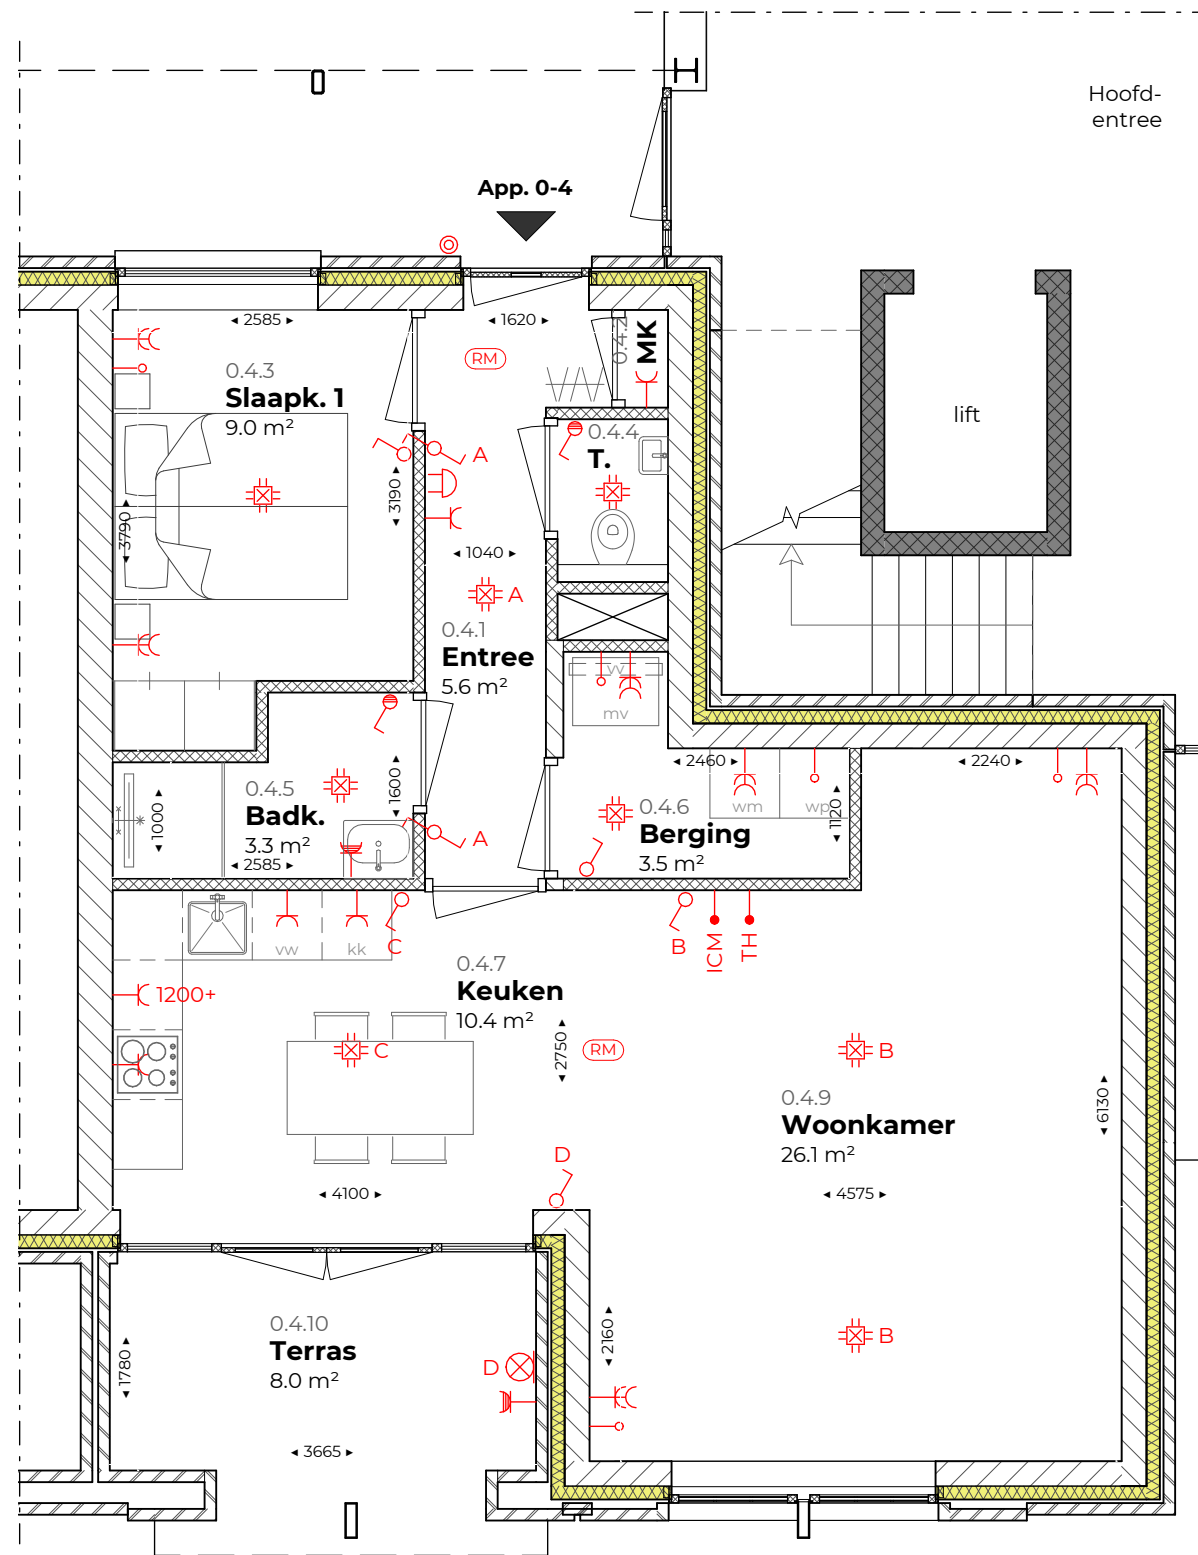 Hoofd-
entree
App. 0-4
2585
1620
RM
0.4.2
MK
0.4.3
Slaapk. 1
9.0 m²
lift
0.4.4
T.
A
3190
3790
1040
A
0.4.1
Entree
5.6 m²
vv
mv
2460
2240
0.4.5
Badk.
3.3 m²
2585
1000
1600
A
0.4.6
Berging
3.5 m²
wm
wp
1120
vw
kk
C
B
ICM
TH
0.4.7
Keuken
10.4 m²
1200+
C
2750
RM
B
0.4.9
Woonkamer
26.1 m²
6130
D
4100
4575
0.4.10
Terras
8.0 m²
1780
D
2160
B
3665